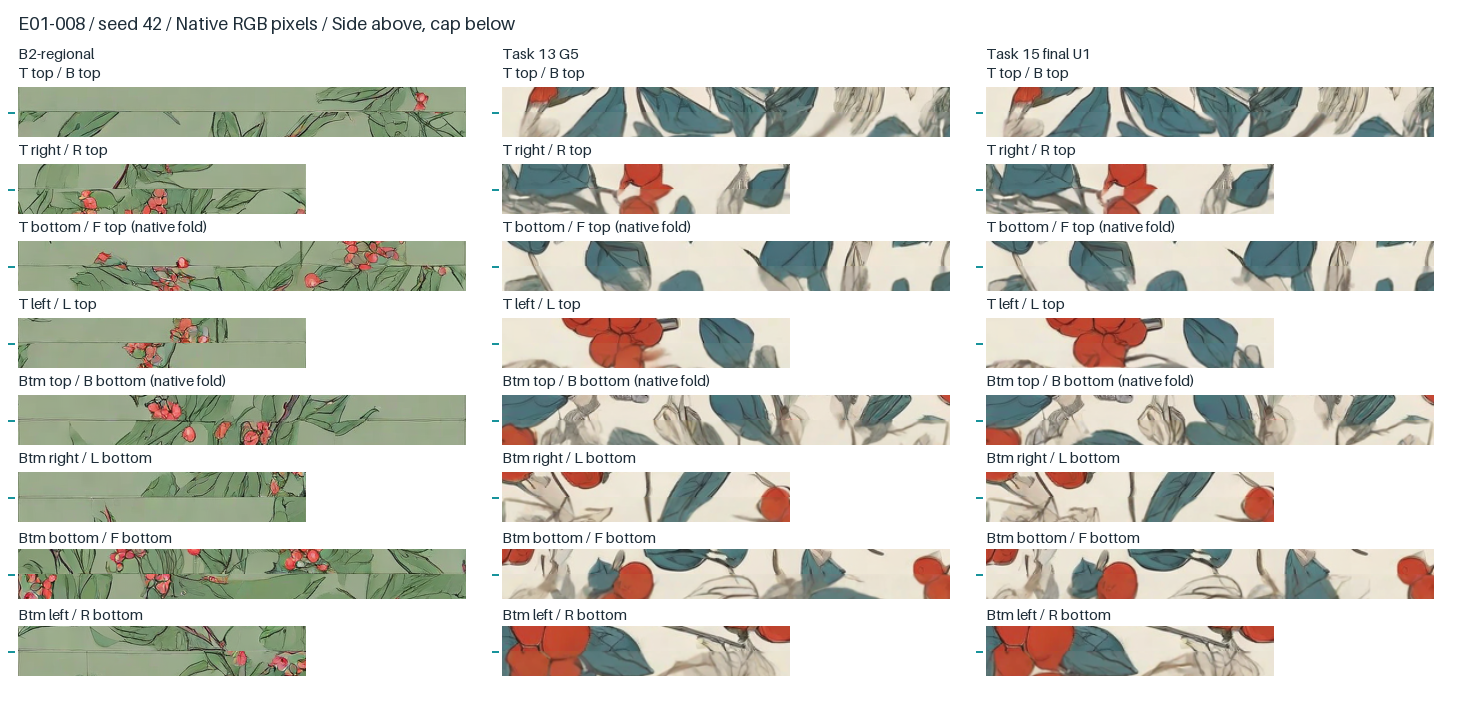 E01-008 / seed 42 / Native RGB pixels / Side above, cap below
B2-regional
T top / B top
T right / R top
T bottom / F top (native fold)
T left / L top
Btm top / B bottom (native fold)
Btm right / L bottom
Btm bottom / F bottom
Btm left / R bottom
Task 13 G5
T top / B top
T right / R top
T bottom / F top (native fold)
T left / L top
Btm top / B bottom (native fold)
Btm right / L bottom
Btm bottom / F bottom
Btm left / R bottom
Task 15 final U1
T top / B top
T right / R top
T bottom / F top (native fold)
T left / L top
Btm top / B bottom (native fold)
Btm right / L bottom
Btm bottom / F bottom
Btm left / R bottom